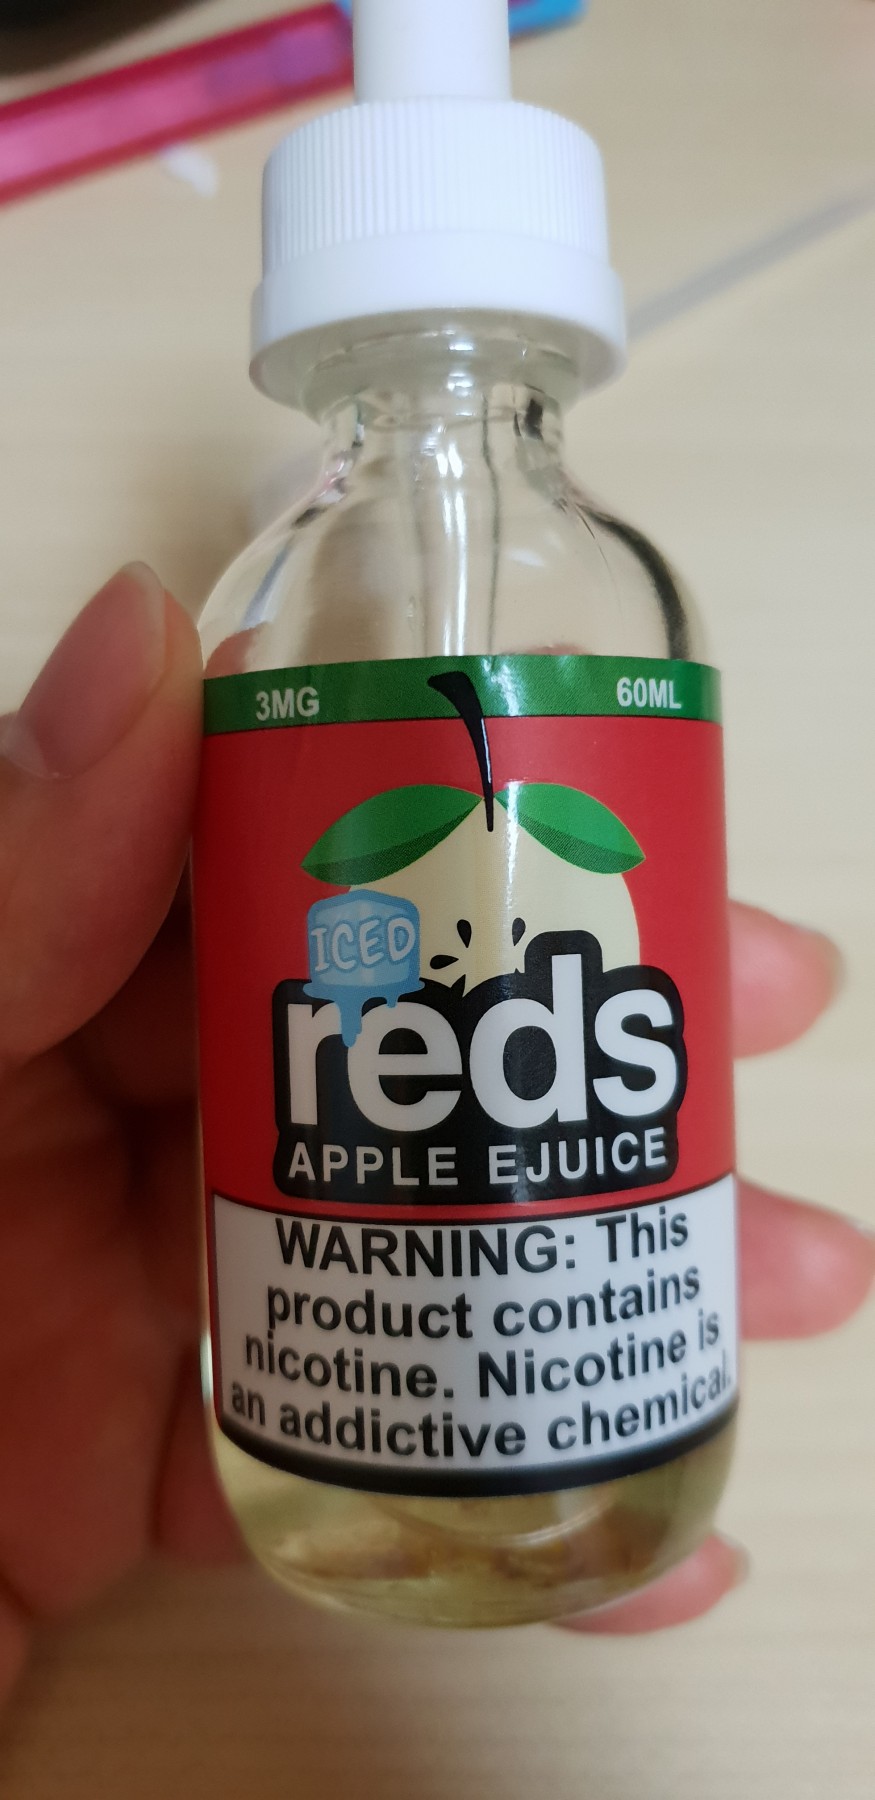 3MG 60ML
ICED
reds
APPLE EJUICE
WARNING: This
product contains
nicotine. Nicotine is
an addictive chemical.